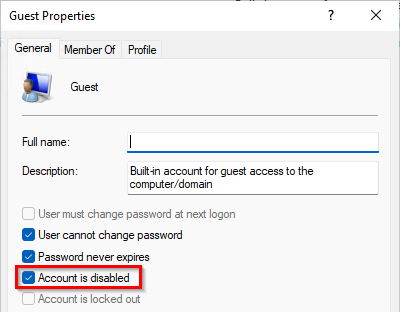 Guest Properties
General Member Of Profile
Guest
Full name:
Description: Built-in account for guest access to the
computer/domain
User must change password at next logon
User cannot change password
Password never expires
Account is disabled
Account is locked out